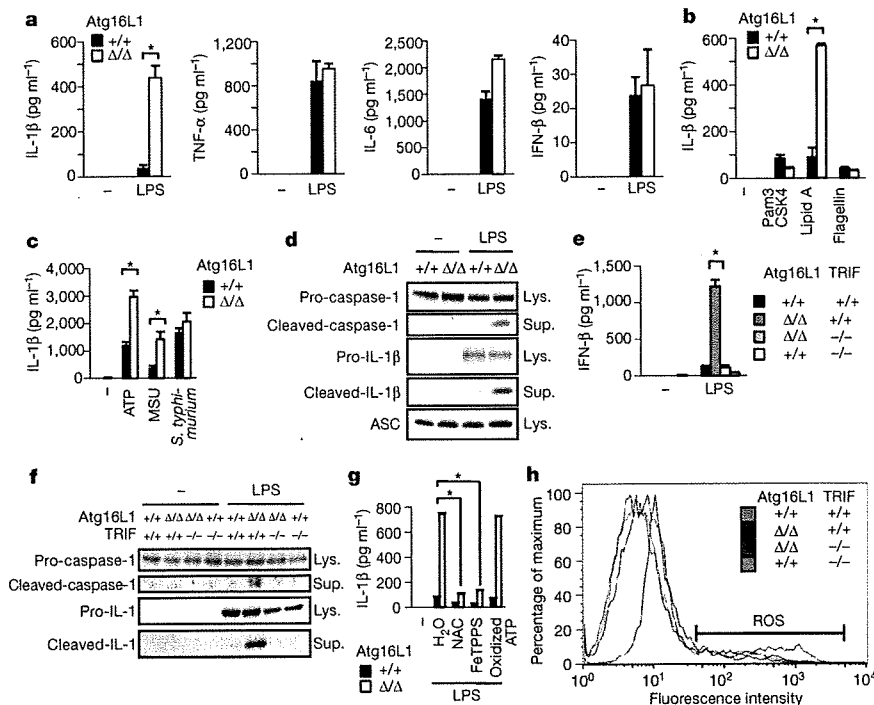 a
Atg16L1
+/+
Δ/Δ
IL-1β (pg ml⁻¹)
600
400
200
0
*
–
LPS
TNF-α (pg ml⁻¹)
1,200
900
600
300
0
–
LPS
IL-6 (pg ml⁻¹)
2,500
2,000
1,500
1,000
500
0
–
LPS
IFN-β (pg ml⁻¹)
40
30
20
10
0
–
LPS
b
Atg16L1
+/+
Δ/Δ
IL-β (pg ml⁻¹)
600
400
200
0
*
–
Pam3
CSK4
Lipid A
Flagellin
c
Atg16L1
+/+
Δ/Δ
IL-1β (pg ml⁻¹)
4,000
3,000
2,000
1,000
0
*
*
–
ATP
MSU
S. typhi-
murium
d
– LPS
Atg16L1 +/+ Δ/Δ +/+ Δ/Δ
Pro-caspase-1 Lys.
Cleaved-caspase-1 Sup.
Pro-IL-1β Lys.
Cleaved-IL-1β Sup.
ASC Lys.
e
IFN-β (pg ml⁻¹)
1,500
1,000
500
0
*
–
LPS
Atg16L1 TRIF
+/+ +/+
Δ/Δ +/+
Δ/Δ –/–
+/+ –/–
f
– LPS
Atg16L1 +/+ Δ/Δ Δ/Δ +/+ +/+ Δ/Δ Δ/Δ +/+
TRIF +/+ +/+ –/– –/– +/+ +/+ –/– –/–
Pro-caspase-1 Lys.
Cleaved-caspase-1 Sup.
Pro-IL-1 Lys.
Cleaved-IL-1 Sup.
g
IL-1β (pg ml⁻¹)
800
600
400
200
0
*
*
–
H₂O
NAC
FeTPPS
Oxidized
ATP
LPS
Atg16L1
+/+
Δ/Δ
h
Percentage of maximum
100
80
60
40
20
0
Atg16L1 TRIF
+/+ +/+
Δ/Δ +/+
Δ/Δ –/–
+/+ –/–
ROS
10⁰ 10¹ 10² 10³ 10⁴
Fluorescence intensity